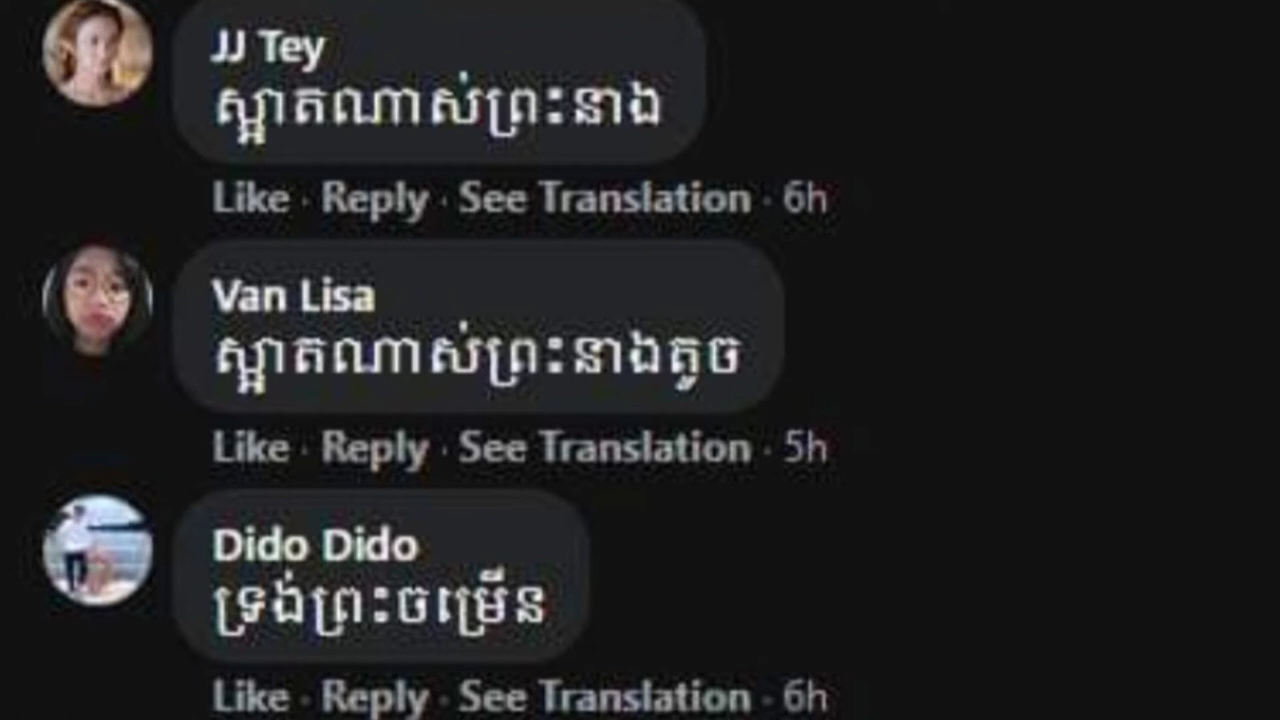 JJ Tey
ស្អាតណាស់ព្រះនាង
Like · Reply · See Translation · 6h
Van Lisa
ស្អាតណាស់ព្រះនាងតូច
Like · Reply · See Translation · 5h
Dido Dido
ទ្រង់ព្រះចម្រើន
Like · Reply · See Translation · 6h